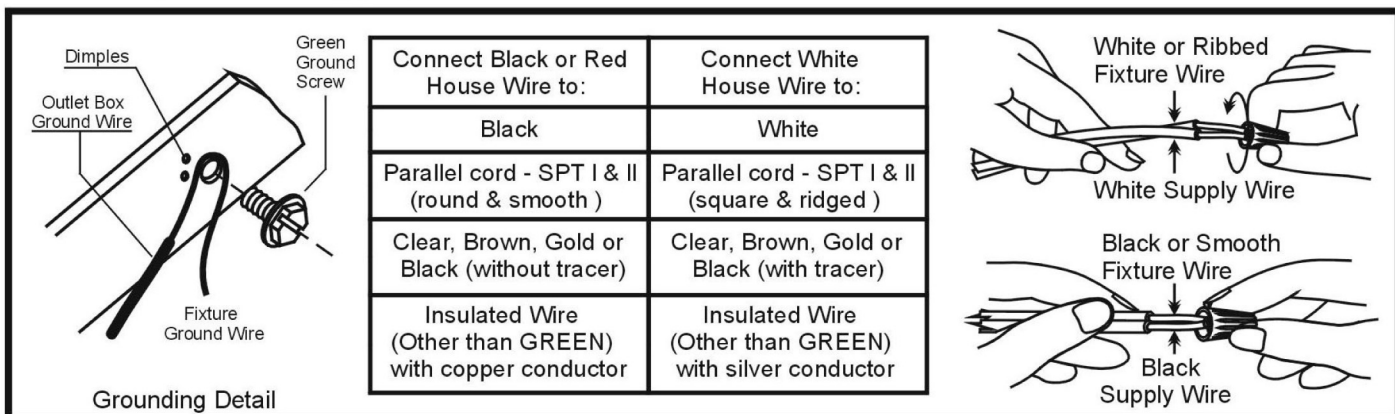 Dimples
Green
Ground
Screw
Outlet Box
Ground Wire
Fixture
Ground Wire
Grounding Detail
Connect Black or Red
House Wire to:
Connect White
House Wire to:
Black
White
Parallel cord - SPT I & II
(round & smooth )
Parallel cord - SPT I & II
(square & ridged )
Clear, Brown, Gold or
Black (without tracer)
Clear, Brown, Gold or
Black (with tracer)
Insulated Wire
(Other than GREEN)
with copper conductor
Insulated Wire
(Other than GREEN)
with silver conductor
White or Ribbed
Fixture Wire
White Supply Wire
Black or Smooth
Fixture Wire
Black
Supply Wire